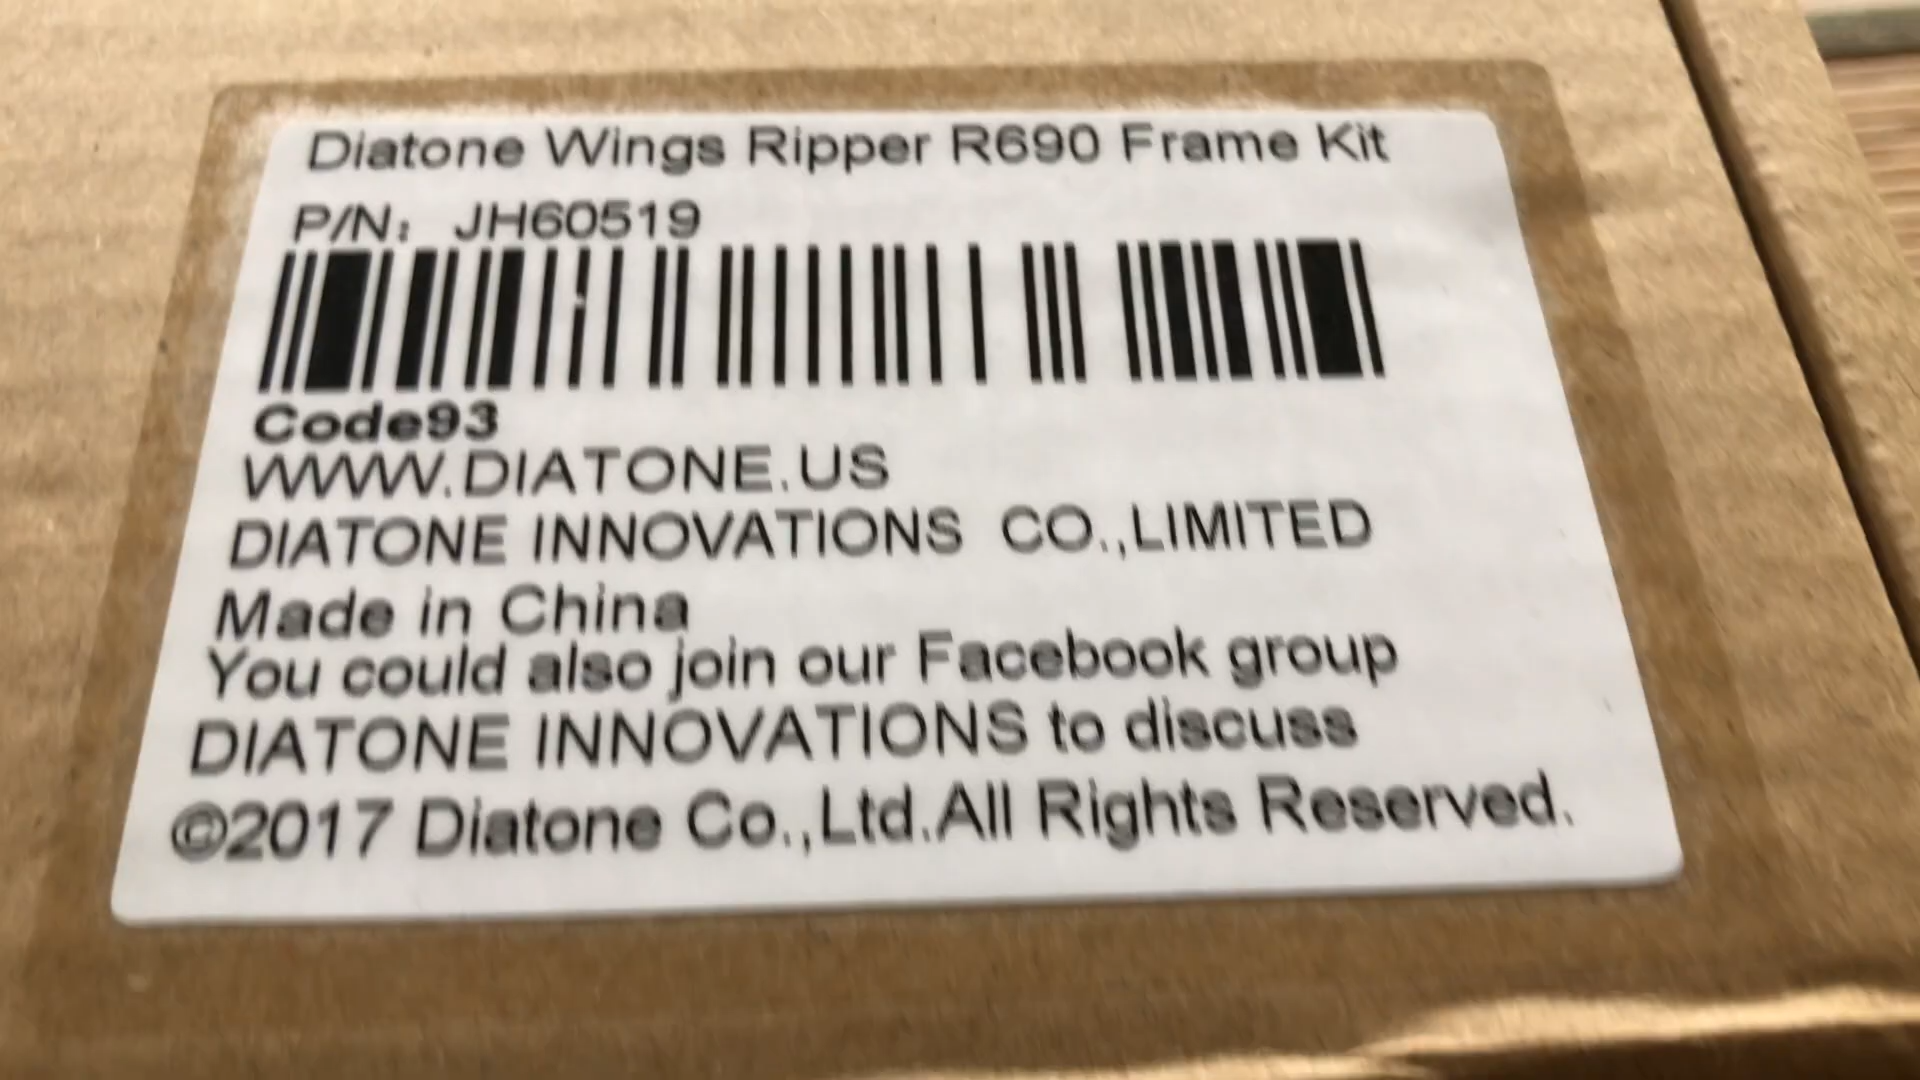 Diatone Wings Ripper R690 Frame Kit
P/N: JH60519
Code93
WWW.DIATONE.US
DIATONE INNOVATIONS CO.,LIMITED
Made in China
You could also join our Facebook group
DIATONE INNOVATIONS to discuss
©2017 Diatone Co.,Ltd.All Rights Reserved.